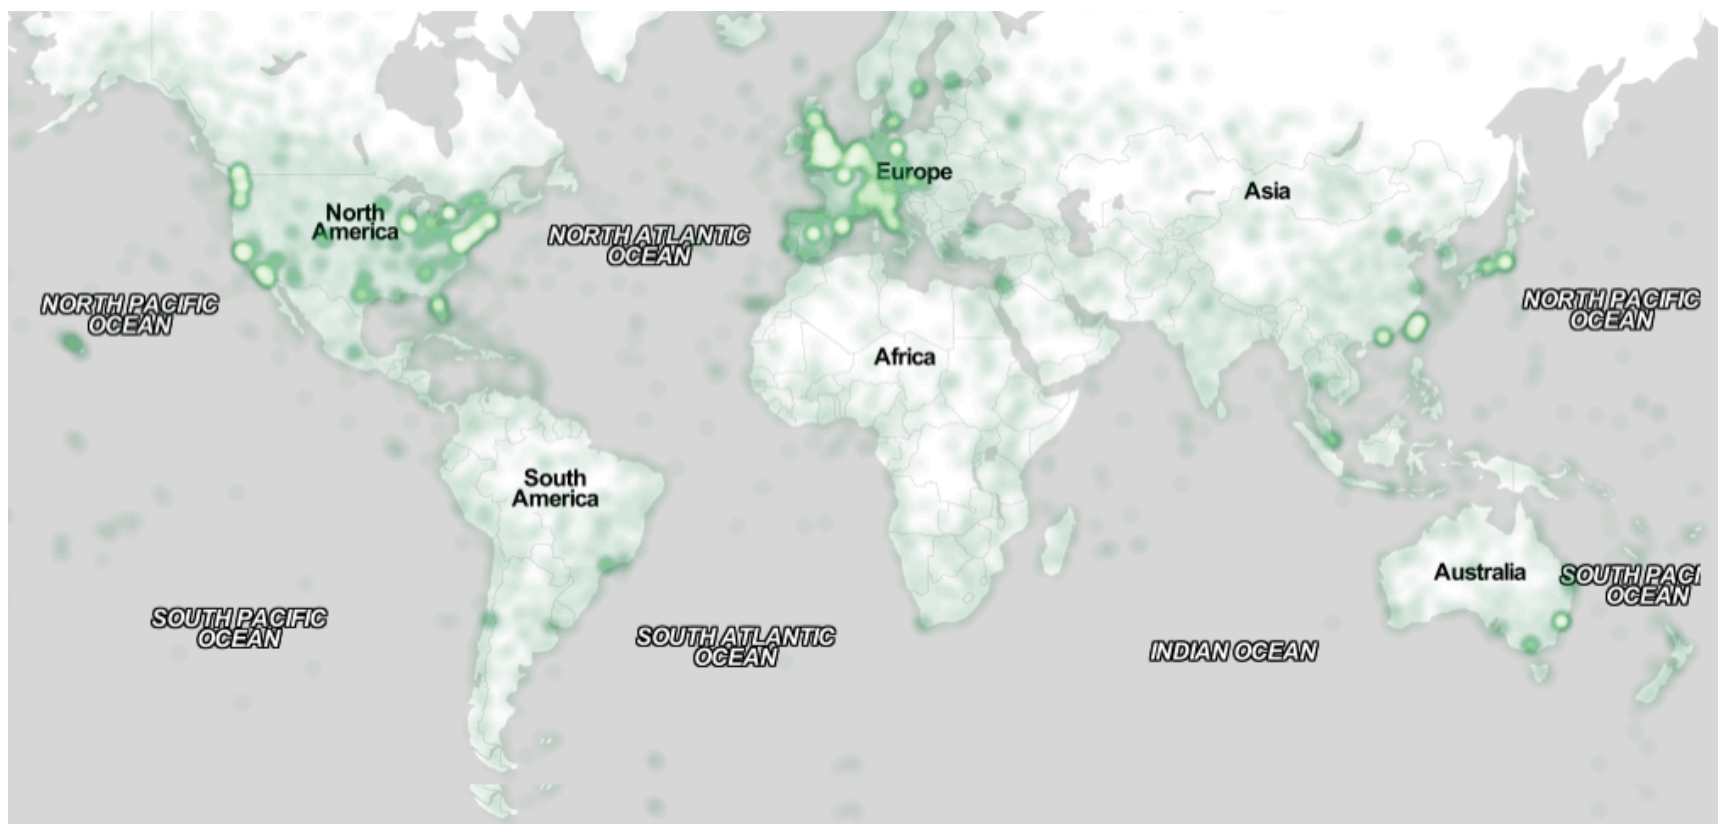 Europe
Asia
North
America
NORTH ATLANTIC
OCEAN
NORTH PACIFIC
OCEAN
NORTH PACIFIC
OCEAN
Africa
South
America
Australia
SOUTH PACI
OCEAN
SOUTH PACIFIC
OCEAN
SOUTH ATLANTIC
OCEAN
INDIAN OCEAN